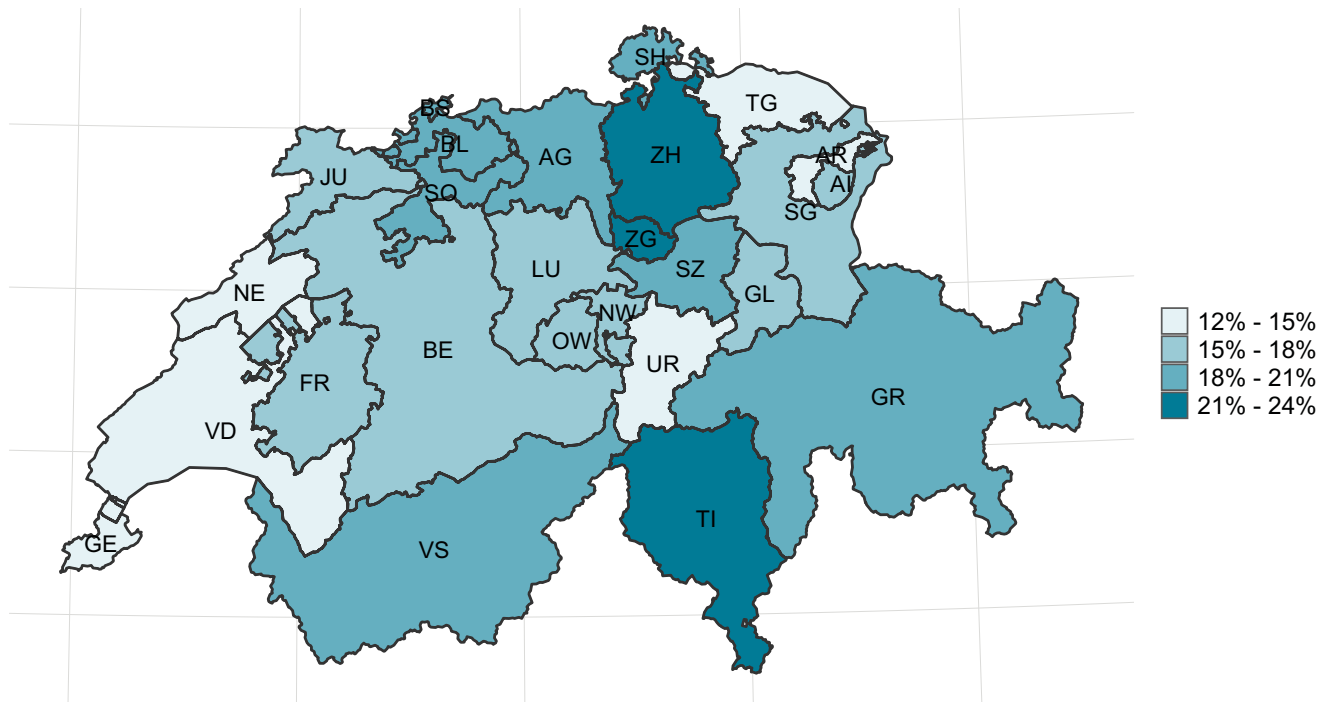 SH
TG
BS
BL
AG
ZH
AR
AI
JU
SO
SG
ZG
LU
SZ
NE
GL
NW
OW
BE
UR
FR
GR
VD
TI
GE
VS
12% - 15%
15% - 18%
18% - 21%
21% - 24%